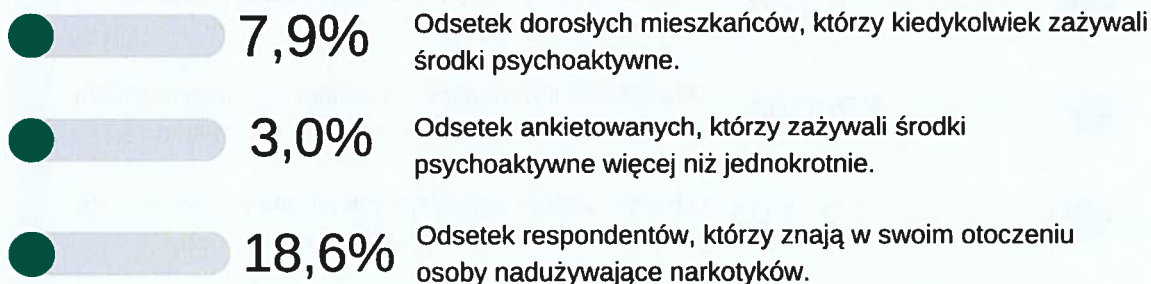 7,9%
Odsetek dorosłych mieszkańców, którzy kiedykolwiek zażywali
środki psychoaktywne.
3,0%
Odsetek ankietowanych, którzy zażywali środki
psychoaktywne więcej niż jednokrotnie.
18,6%
Odsetek respondentów, którzy znają w swoim otoczeniu
osoby nadużywające narkotyków.